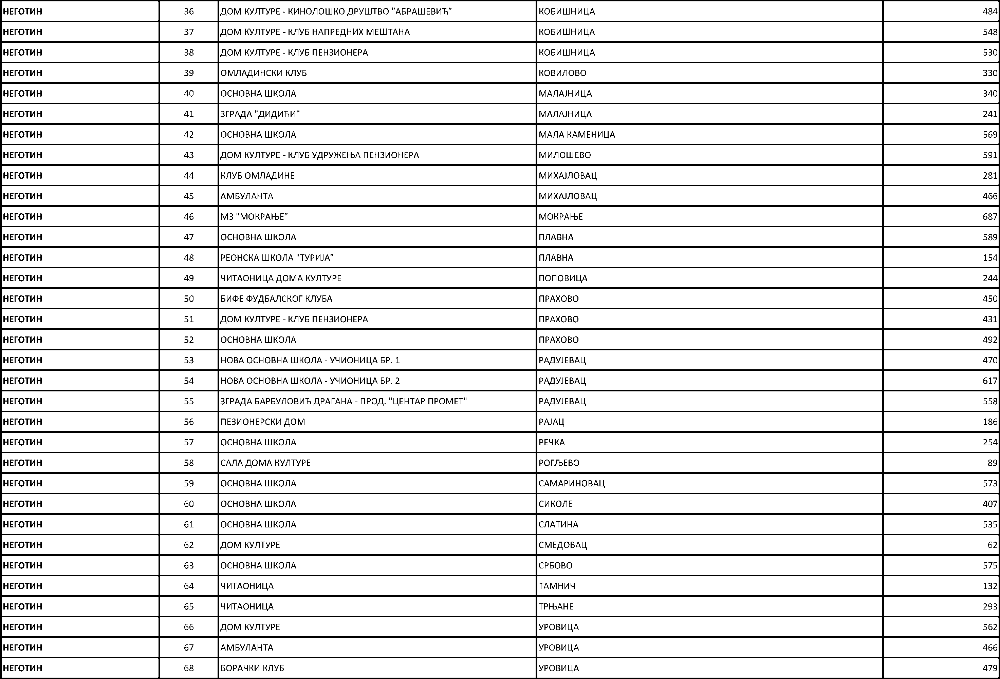 НЕГОТИН 36 ДОМ КУЛТУРЕ - КИНОЛОШКО ДРУШТВО "АБРАШЕВИЋ" КОБИШНИЦА 484
НЕГОТИН 37 ДОМ КУЛТУРЕ - КЛУБ НАПРЕДНИХ МЕШТАНА КОБИШНИЦА 548
НЕГОТИН 38 ДОМ КУЛТУРЕ - КЛУБ ПЕНЗИОНЕРА КОБИШНИЦА 530
НЕГОТИН 39 ОМЛАДИНСКИ КЛУБ КОВИЛОВО 330
НЕГОТИН 40 ОСНОВНА ШКОЛА МАЛАЈНИЦА 340
НЕГОТИН 41 ЗГРАДА "ДИДИЋИ" МАЛАЈНИЦА 241
НЕГОТИН 42 ОСНОВНА ШКОЛА МАЛА КАМЕНИЦА 569
НЕГОТИН 43 ДОМ КУЛТУРЕ - КЛУБ УДРУЖЕЊА ПЕНЗИОНЕРА МИЛОШЕВО 591
НЕГОТИН 44 КЛУБ ОМЛАДИНЕ МИХАЈЛОВАЦ 281
НЕГОТИН 45 АМБУЛАНТА МИХАЈЛОВАЦ 466
НЕГОТИН 46 МЗ "МОКРАЊЕ" МОКРАЊЕ 687
НЕГОТИН 47 ОСНОВНА ШКОЛА ПЛАВНА 589
НЕГОТИН 48 РЕОНСКА ШКОЛА "ТУРИЈА" ПЛАВНА 154
НЕГОТИН 49 ЧИТАОНИЦА ДОМА КУЛТУРЕ ПОПОВИЦА 244
НЕГОТИН 50 БИФЕ ФУДБАЛСКОГ КЛУБА ПРАХОВО 450
НЕГОТИН 51 ДОМ КУЛТУРЕ - КЛУБ ПЕНЗИОНЕРА ПРАХОВО 431
НЕГОТИН 52 ОСНОВНА ШКОЛА ПРАХОВО 492
НЕГОТИН 53 НОВА ОСНОВНА ШКОЛА - УЧИОНИЦА БР. 1 РАДУЈЕВАЦ 470
НЕГОТИН 54 НОВА ОСНОВНА ШКОЛА - УЧИОНИЦА БР. 2 РАДУЈЕВАЦ 617
НЕГОТИН 55 ЗГРАДА БАРБУЛОВИЋ ДРАГАНА - ПРОД. "ЦЕНТАР ПРОМЕТ" РАДУЈЕВАЦ 558
НЕГОТИН 56 ПЕЗИОНЕРСКИ ДОМ РАЈАЦ 186
НЕГОТИН 57 ОСНОВНА ШКОЛА РЕЧКА 254
НЕГОТИН 58 САЛА ДОМА КУЛТУРЕ РОГЉЕВО 89
НЕГОТИН 59 ОСНОВНА ШКОЛА САМАРИНОВАЦ 573
НЕГОТИН 60 ОСНОВНА ШКОЛА СИКОЛЕ 407
НЕГОТИН 61 ОСНОВНА ШКОЛА СЛАТИНА 535
НЕГОТИН 62 ДОМ КУЛТУРЕ СМЕДОВАЦ 62
НЕГОТИН 63 ОСНОВНА ШКОЛА СРБОВО 575
НЕГОТИН 64 ЧИТАОНИЦА ТАМНИЧ 132
НЕГОТИН 65 ЧИТАОНИЦА ТРЊАНЕ 293
НЕГОТИН 66 ДОМ КУЛТУРЕ УРОВИЦА 562
НЕГОТИН 67 АМБУЛАНТА УРОВИЦА 466
НЕГОТИН 68 БОРАЧКИ КЛУБ УРОВИЦА 479